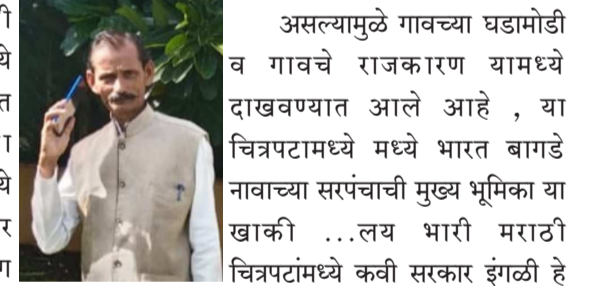 असल्यामुळे गावच्या घडामोडी
व गावचे राजकारण यामध्ये
दाखवण्यात आले आहे , या
चित्रपटामध्ये मध्ये भारत बागडे
नावाच्या सरपंचाची मुख्य भूमिका या
खाकी ...लय भारी मराठी
चित्रपटांमध्ये कवी सरकार इंगळी हे